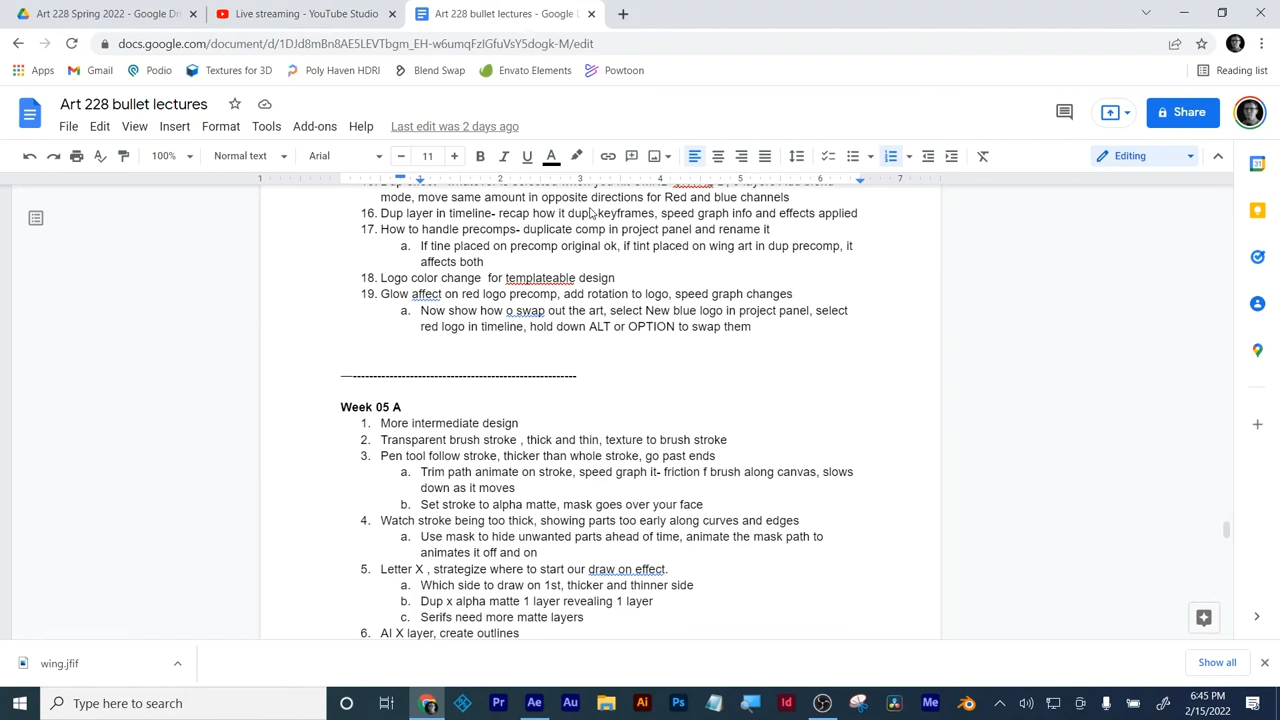 Art 228 Spring 2022 - Google Dri
Live streaming - YouTube Studio
Art 228 bullet lectures - Google D
docs.google.com/document/d/1DJd8mBn8AE5LEVTbgm_EH-w6umqFzIGfuVsY5dogk-M/edit
Apps
Gmail
Podio
Textures for 3D
Poly Haven HDRI
Blend Swap
Envato Elements
Powtoon
Reading list
Art 228 bullet lectures
Share
File Edit View Insert Format Tools Add-ons Help Last edit was 2 days ago
100% Normal text Arial 11 Editing
1 1 2 3 4 5 6 7
mode, move same amount in opposite directions for Red and blue channels
16. Dup layer in timeline- recap how it dups keyframes, speed graph info and effects applied
17. How to handle precomps- duplicate comp in project panel and rename it
a. If tine placed on precomp original ok, if tint placed on wing art in dup precomp, it
affects both
18. Logo color change for templateable design
19. Glow affect on red logo precomp, add rotation to logo, speed graph changes
a. Now show how o swap out the art, select New blue logo in project panel, select
red logo in timeline, hold down ALT or OPTION to swap them
—----------------------------------------------------
Week 05 A
1. More intermediate design
2. Transparent brush stroke , thick and thin, texture to brush stroke
3. Pen tool follow stroke, thicker than whole stroke, go past ends
a. Trim path animate on stroke, speed graph it- friction f brush along canvas, slows
down as it moves
b. Set stroke to alpha matte, mask goes over your face
4. Watch stroke being too thick, showing parts too early along curves and edges
a. Use mask to hide unwanted parts ahead of time, animate the mask path to
animates it off and on
5. Letter X , strategize where to start our draw on effect.
a. Which side to draw on 1st, thicker and thinner side
b. Dup x alpha matte 1 layer revealing 1 layer
c. Serifs need more matte layers
6. AI X layer, create outlines
wing.jfif
Show all
Type here to search
6:45 PM
2/15/2022